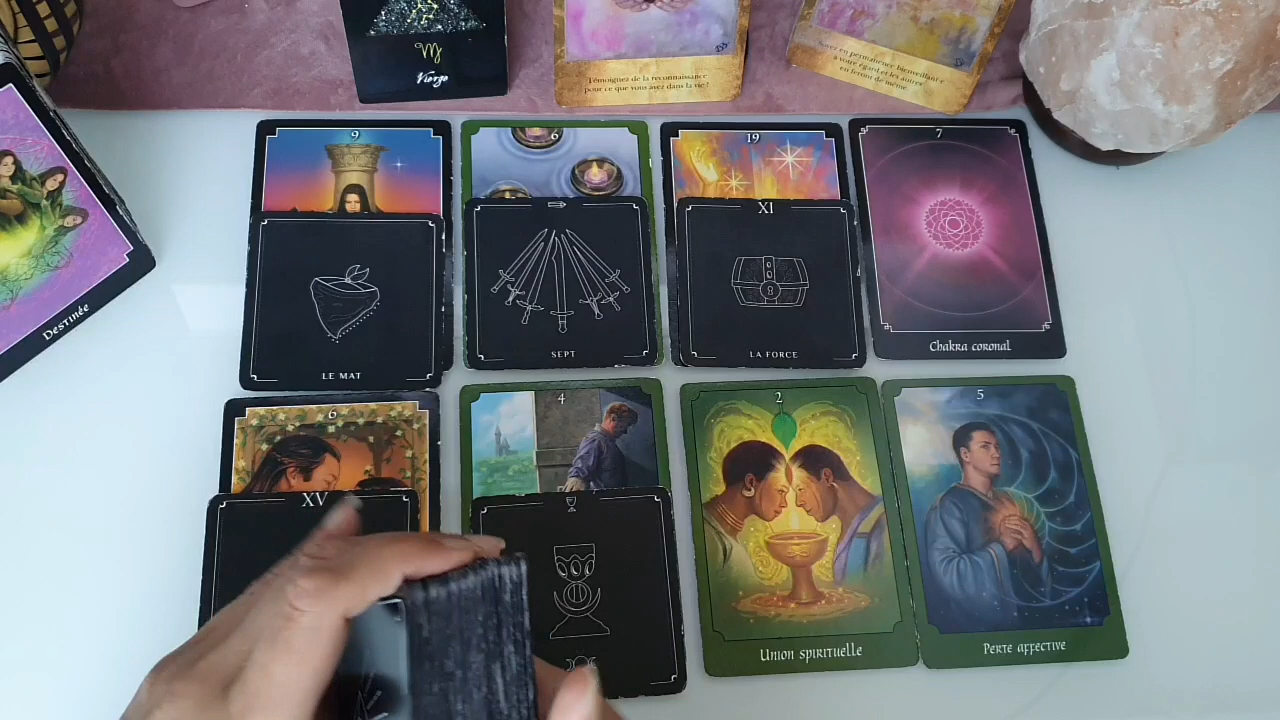 Vierge
Témoignez de la reconnaissance
pour ce que vous avez dans la vie !
Soyez en permanence bienveillant·e
à votre égard et les autres
en feront de même.
Destinée
9
6
19
7
XI
LE MAT
SEPT
LA FORCE
Chakra coronal
6
4
2
5
XV
Union spirituelle
Perte affective